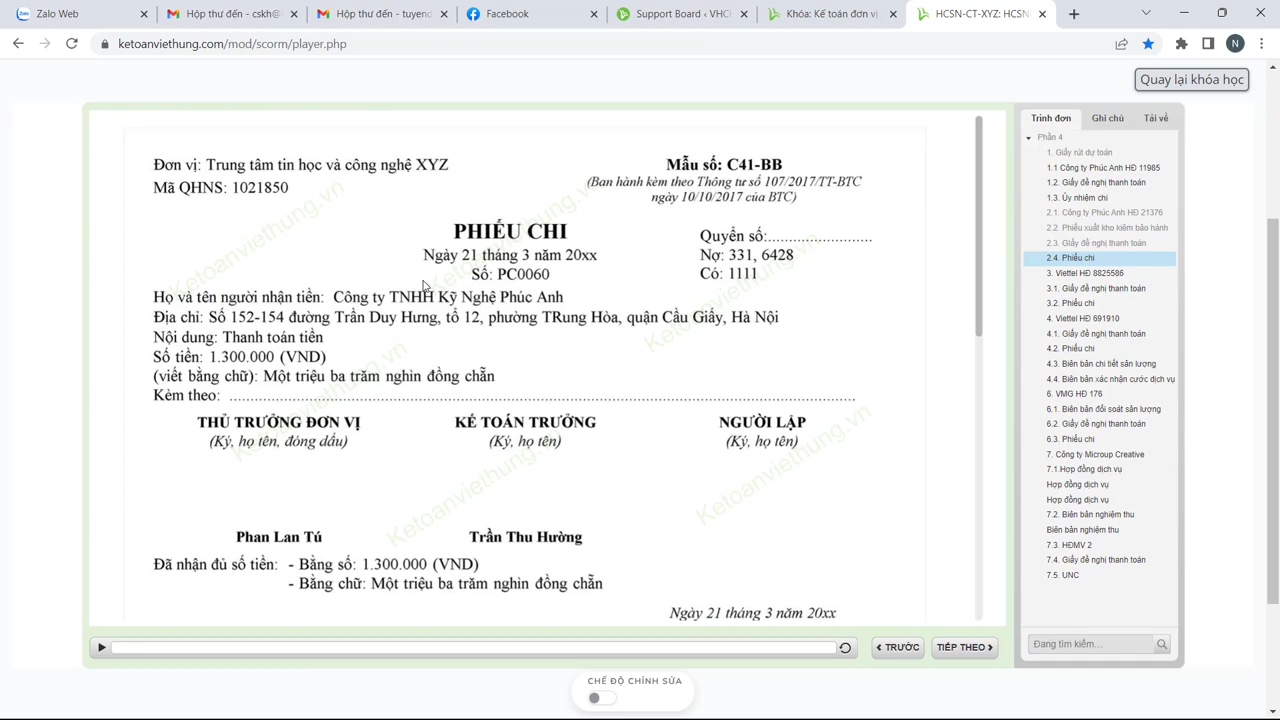 Zalo Web
Hộp thư đến - cskh@ke
Hộp thư đến - tuyend
Facebook
Support Board ‹ VHC
Khóa: Kế toán đơn vị
HCSN-CT-XYZ: HCSN
ketoanviethung.com/mod/scorm/player.php
N
Quay lại khóa học
Đơn vị: Trung tâm tin học và công nghệ XYZ
Mẫu số: C41-BB
Mã QHNS: 1021850
(Ban hành kèm theo Thông tư số 107/2017/TT-BTC
ngày 10/10/2017 của BTC)
PHIẾU CHI
Quyển số:............................
Ngày 21 tháng 3 năm 20xx
Nợ: 331, 6428
Số: PC0060
Có: 1111
Họ và tên người nhận tiền: Công ty TNHH Kỹ Nghệ Phúc Anh
Địa chỉ: Số 152-154 đường Trần Duy Hưng, tổ 12, phường TRung Hòa, quận Cầu Giấy, Hà Nội
Nội dung: Thanh toán tiền
Số tiền: 1.300.000 (VND)
(viết bằng chữ): Một triệu ba trăm nghìn đồng chẵn
Kèm theo: ................................................................................
THỦ TRƯỞNG ĐƠN VỊ
KẾ TOÁN TRƯỞNG
NGƯỜI LẬP
(Ký, họ tên, đóng dấu)
(Ký, họ tên)
(Ký, họ tên)
Phan Lan Tú
Trần Thu Hường
Đã nhận đủ số tiền: - Bằng số: 1.300.000 (VND)
- Bằng chữ: Một triệu ba trăm nghìn đồng chẵn
Ngày 21 tháng 3 năm 20xx
Ketoanviethung.vn
Ketoanviethung.vn
Ketoanviethung.vn
Ketoanviethung.vn
Ketoanviethung.vn
Ketoanviethung.vn
TRƯỚC
TIẾP THEO
CHẾ ĐỘ CHỈNH SỬA
Trình đơn
Ghi chú
Tải về
Phần 4
1. Giấy rút dự toán
1.1 Công ty Phúc Anh HĐ 11985
1.2. Giấy đề nghị thanh toán
1.3. Ủy nhiệm chi
2.1. Công ty Phúc Anh HĐ 21376
2.2. Phiếu xuất kho kiêm bảo hành
2.3. Giấy đề nghị thanh toán
2.4. Phiếu chi
3. Viettel HĐ 8825586
3.1. Giấy đề nghị thanh toán
3.2. Phiếu chi
4. Viettel HĐ 691910
4.1. Giấy đề nghị thanh toán
4.2. Phiếu chi
4.3. Biên bản chi tiết sản lượng
4.4. Biên bản xác nhận cước dịch vụ
6. VMG HĐ 176
6.1. Biên bản đối soát sản lượng
6.2. Giấy đề nghị thanh toán
6.3. Phiếu chi
7. Công ty Microup Creative
7.1.Hợp đồng dịch vụ
Hợp đồng dịch vụ
Hợp đồng dịch vụ
7.2. Biên bản nghiệm thu
Biên bản nghiệm thu
7.3. HĐMV 2
7.4. Giấy đề nghị thanh toán
7.5. UNC
Đang tìm kiếm...